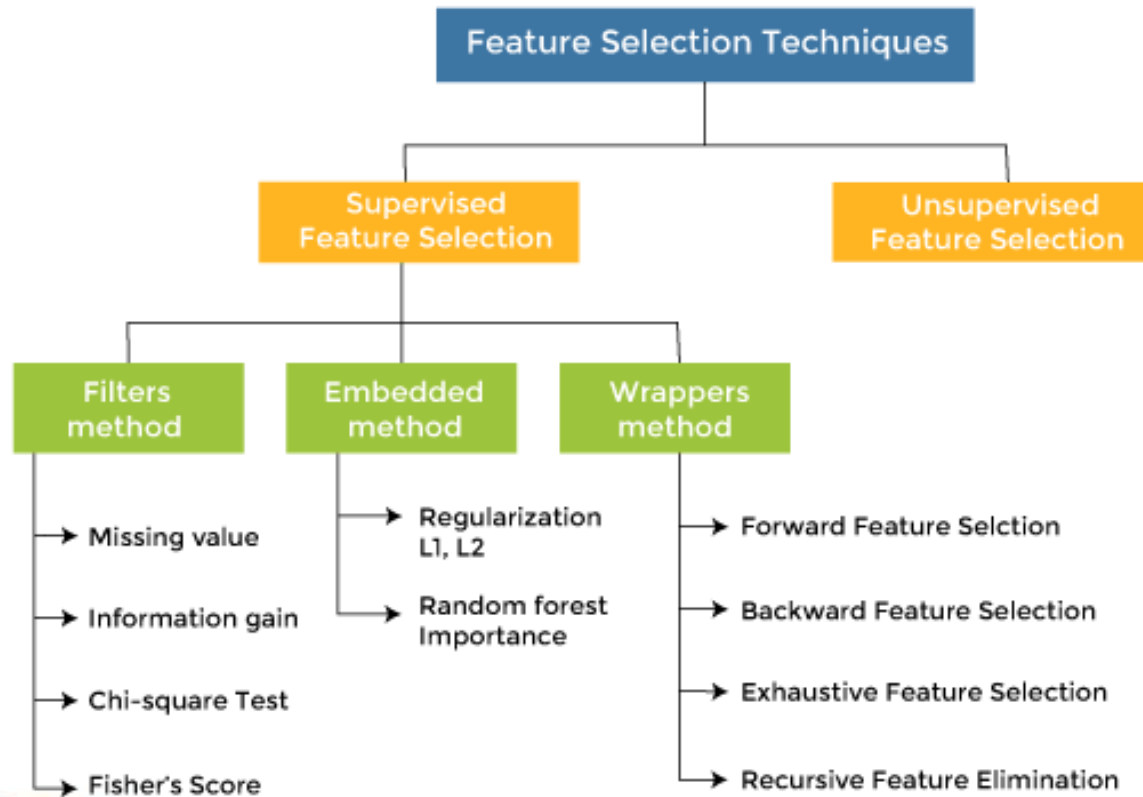 Feature Selection Techniques
Supervised
Feature Selection
Unsupervised
Feature Selection
Filters
method
Embedded
method
Wrappers
method
Missing value
Information gain
Chi-square Test
Fisher's Score
Regularization
L1, L2
Random forest
Importance
Forward Feature Selction
Backward Feature Selection
Exhaustive Feature Selection
Recursive Feature Elimination